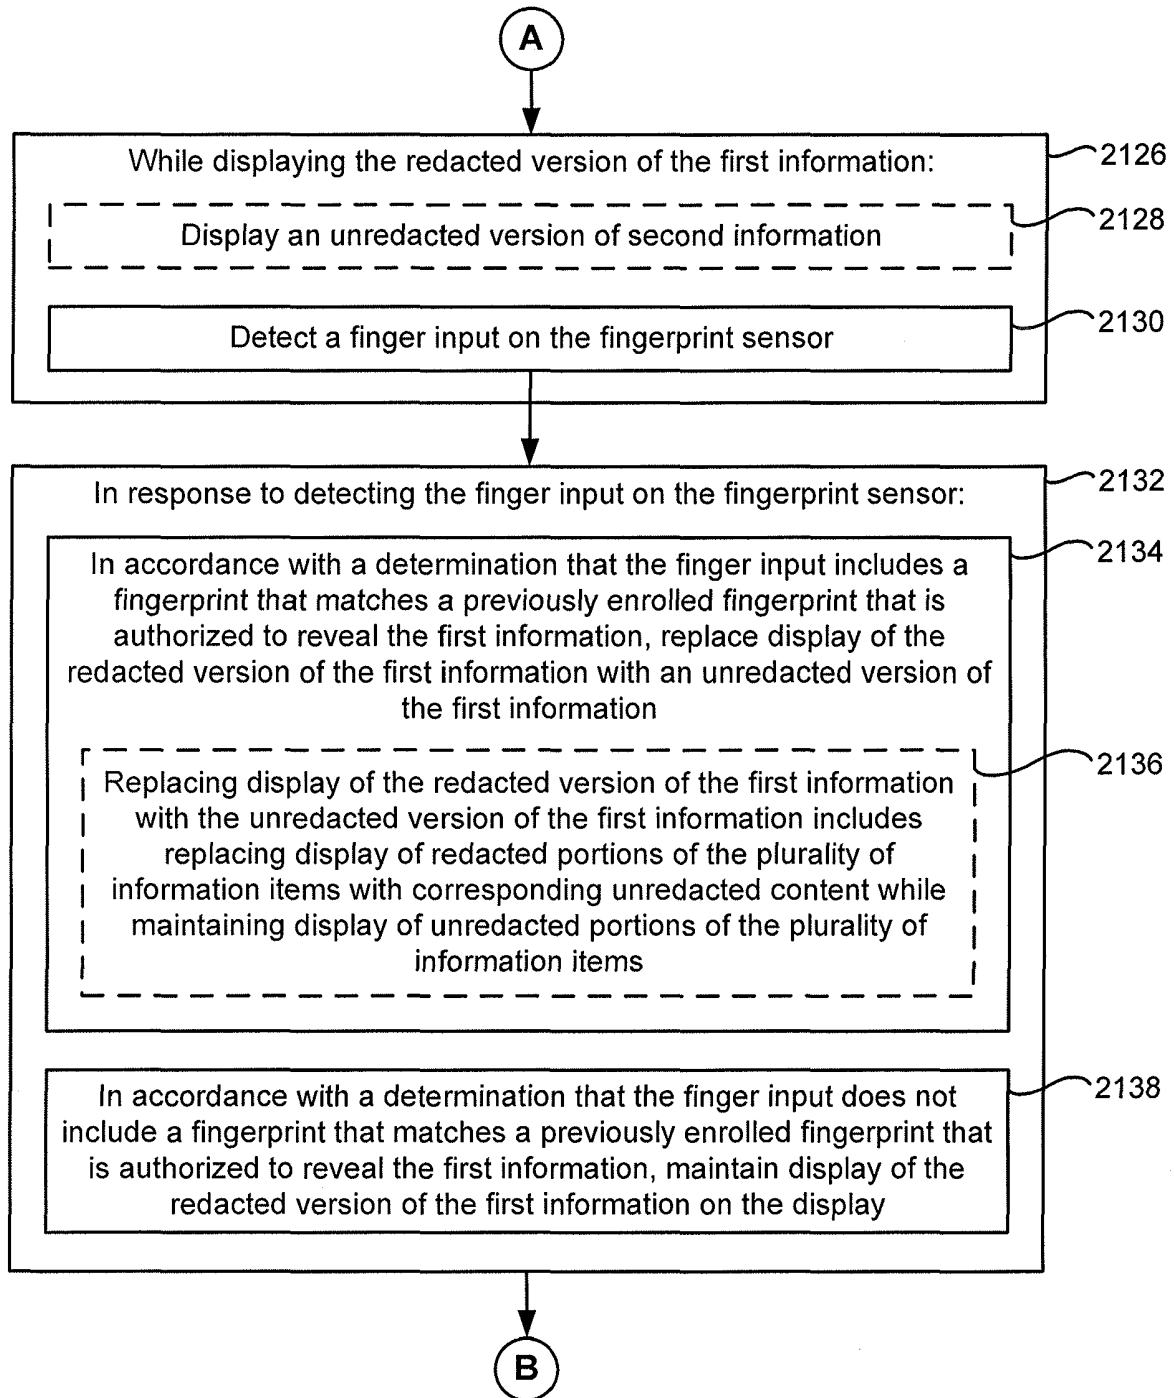 A
While displaying the redacted version of the first information:
2126
Display an unredacted version of second information
2128
Detect a finger input on the fingerprint sensor
2130
In response to detecting the finger input on the fingerprint sensor:
2132
In accordance with a determination that the finger input includes a
fingerprint that matches a previously enrolled fingerprint that is
authorized to reveal the first information, replace display of the
redacted version of the first information with an unredacted version of
the first information
2134
Replacing display of the redacted version of the first information
with the unredacted version of the first information includes
replacing display of redacted portions of the plurality of
information items with corresponding unredacted content while
maintaining display of unredacted portions of the plurality of
information items
2136
In accordance with a determination that the finger input does not
include a fingerprint that matches a previously enrolled fingerprint that
is authorized to reveal the first information, maintain display of the
redacted version of the first information on the display
2138
B